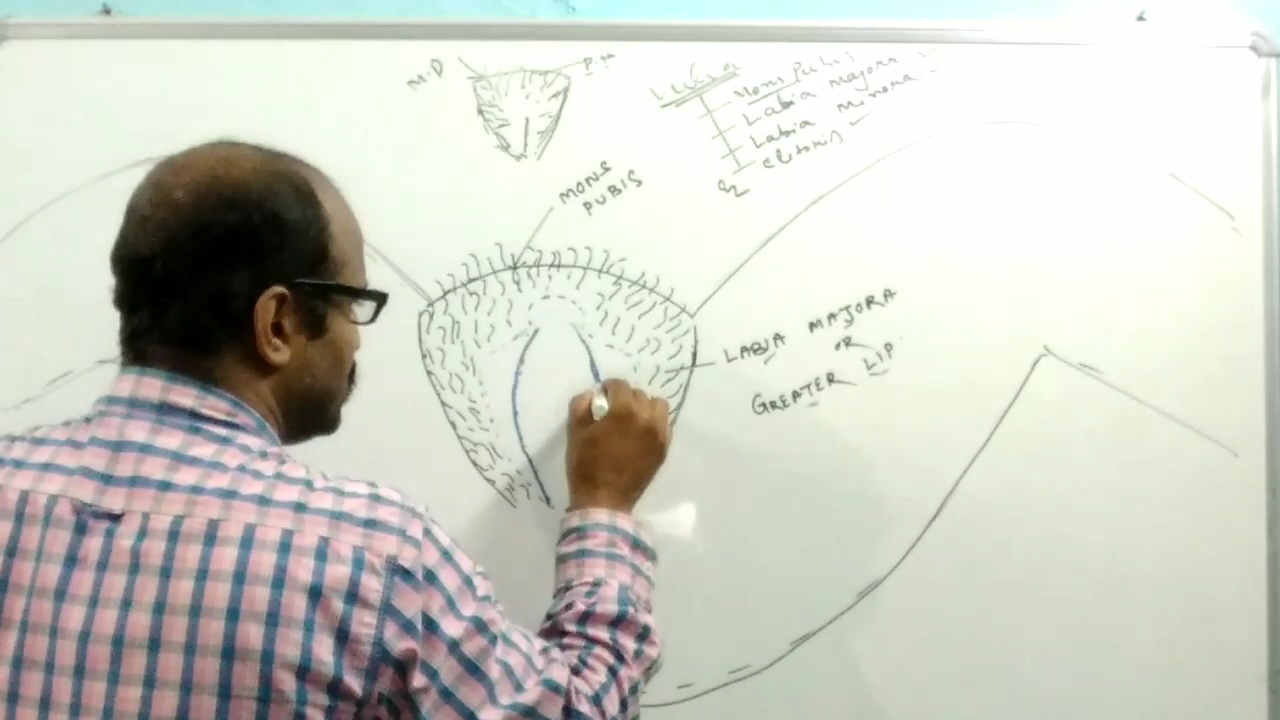 M.D
P.H
Vulva
Mons Pubis
Labia Majora
Labia Minora
clitoris
MONS
PUBIS
LABIA MAJORA
OR
GREATER LIP